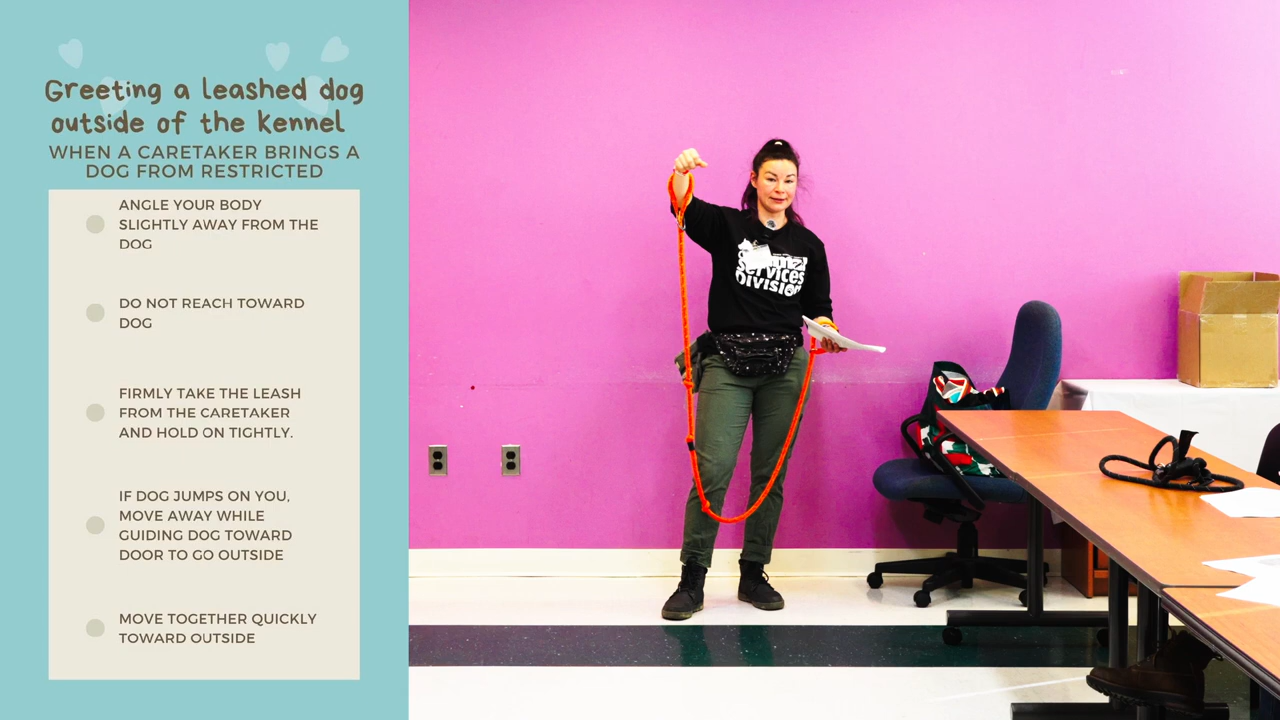 Greeting a leashed dog
outside of the kennel
WHEN A CARETAKER BRINGS A
DOG FROM RESTRICTED
ANGLE YOUR BODY
SLIGHTLY AWAY FROM THE
DOG
DO NOT REACH TOWARD
DOG
FIRMLY TAKE THE LEASH
FROM THE CARETAKER
AND HOLD ON TIGHTLY.
IF DOG JUMPS ON YOU,
MOVE AWAY WHILE
GUIDING DOG TOWARD
DOOR TO GO OUTSIDE
MOVE TOGETHER QUICKLY
TOWARD OUTSIDE
Services
Division